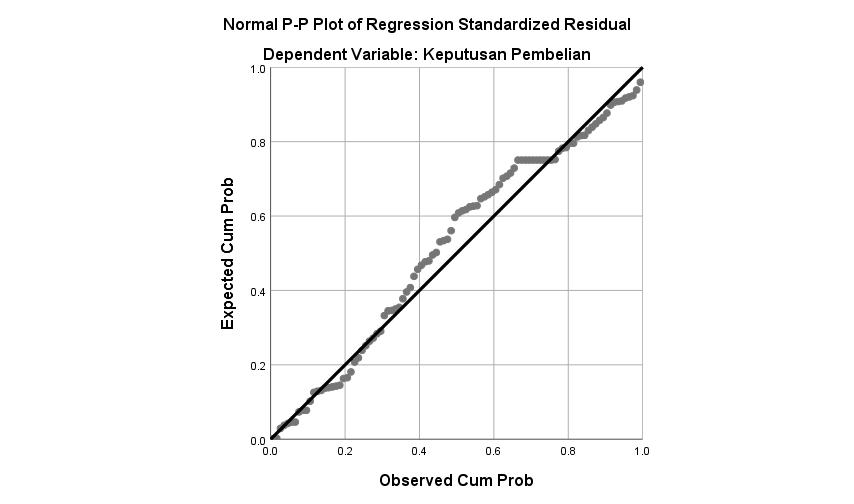 Normal P-P Plot of Regression Standardized Residual
Dependent Variable: Keputusan Pembelian
1.0
0.8
0.6
0.4
0.2
0.0
Expected Cum Prob
0.0 0.2 0.4 0.6 0.8 1.0
Observed Cum Prob